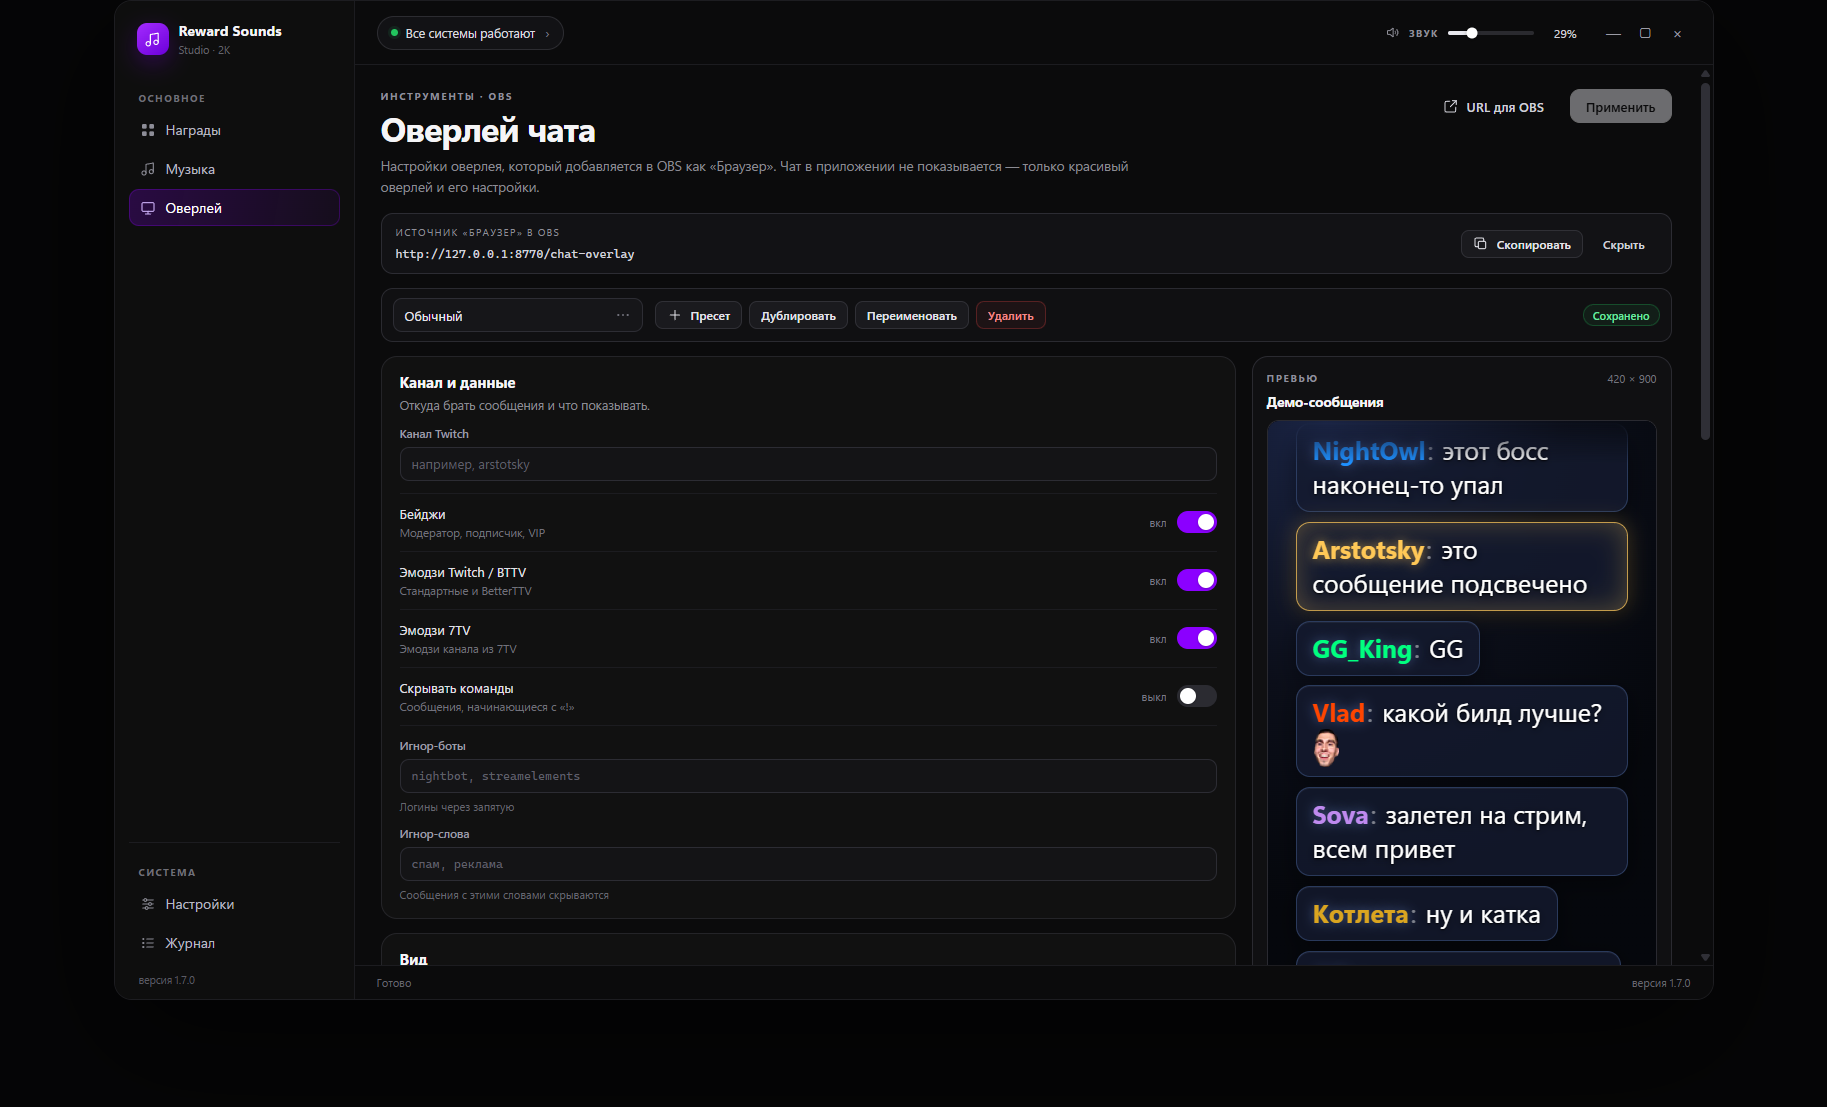 Reward Sounds
Studio · 2K
ОСНОВНОЕ
Награды
Музыка
Оверлей
СИСТЕМА
Настройки
Журнал
версия 1.7.0
Все системы работают ›
ЗВУК
29%
ИНСТРУМЕНТЫ · OBS
Оверлей чата
Настройки оверлея, который добавляется в OBS как «Браузер». Чат в приложении не показывается — только красивый
оверлей и его настройки.
URL для OBS
Применить
ИСТОЧНИК «БРАУЗЕР» В OBS
http://127.0.0.1:8770/chat-overlay
Скопировать
Скрыть
Обычный
···
Пресет
Дублировать
Переименовать
Удалить
Сохранено
Канал и данные
Откуда брать сообщения и что показывать.
Канал Twitch
например, arstotsky
Бейджи
Модератор, подписчик, VIP
вкл
Эмодзи Twitch / BTTV
Стандартные и BetterTTV
вкл
Эмодзи 7TV
Эмодзи канала из 7TV
вкл
Скрывать команды
Сообщения, начинающиеся с «!»
выкл
Игнор-боты
nightbot, streamelements
Логины через запятую
Игнор-слова
спам, реклама
Сообщения с этими словами скрываются
Вид
ПРЕВЬЮ
420 × 900
Демо-сообщения
NightOwl: этот босс
наконец-то упал
Arstotsky: это
сообщение подсвечено
GG_King: GG
Vlad: какой билд лучше?
Sova: залетел на стрим,
всем привет
Котлета: ну и катка
Готово
версия 1.7.0